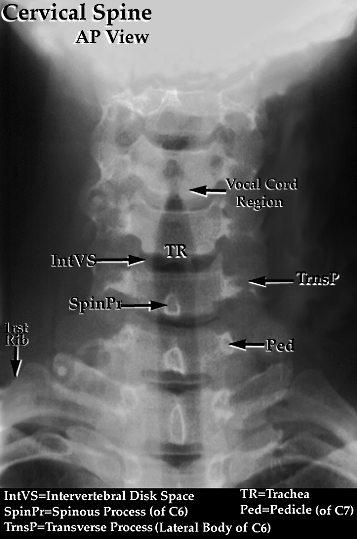 Cervical Spine
AP View
Vocal Cord
Region
TR
IntVS
TrnsP
SpinPr
1rst
Rib
Ped
IntVS=Intervertebral Disk Space
TR=Trachea
SpinPr=Spinous Process (of C6)
Ped=Pedicle (of C7)
TrnsP=Transverse Process (Lateral Body of C6)